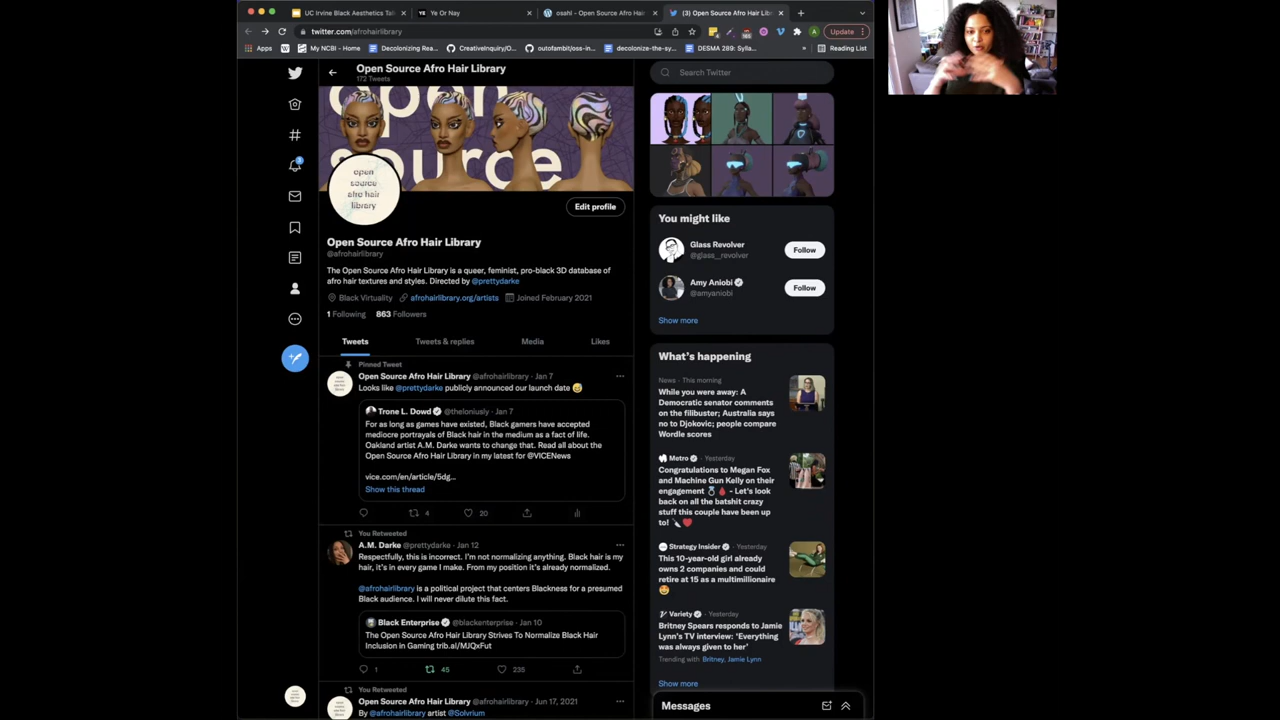 UC Irvine Black Aesthetics Tal
Ye Or Nay
osahl - Open Source Afro Hair
(3) Open Source Afro Hair Lib
twitter.com/afrohairlibrary
Update
Apps
My NCBI - Home
Decolonizing Rea...
CreativeInquiry/O...
outofambit/oss-in...
decolonize-the-sy...
DESMA 289: Sylla...
Reading List
Open Source Afro Hair Library
172 Tweets
Search Twitter
open
source
open
source
afro hair
library
Edit profile
Open Source Afro Hair Library
@afrohairlibrary
The Open Source Afro Hair Library is a queer, feminist, pro-black 3D database of
afro hair textures and styles. Directed by @prettydarke
Black Virtuality
afrohairlibrary.org/artists
Joined February 2021
1 Following 863 Followers
Tweets
Tweets & replies
Media
Likes
Pinned Tweet
Open Source Afro Hair Library @afrohairlibrary · Jan 7
Looks like @prettydarke publicly announced our launch date 😅
Trone L. Dowd @theloniusly · Jan 7
For as long as games have existed, Black gamers have accepted
mediocre portrayals of Black hair in the medium as a fact of life.
Oakland artist A.M. Darke wants to change that. Read all about the
Open Source Afro Hair Library in my latest for @VICENews
vice.com/en/article/5dg...
Show this thread
4
20
You Retweeted
A.M. Darke @prettydarke · Jan 12
Respectfully, this is incorrect. I'm not normalizing anything. Black hair is my
hair, it's in every game I make. From my position it's already normalized.
@afrohairlibrary is a political project that centers Blackness for a presumed
Black audience. I will never dilute this fact.
Black Enterprise @blackenterprise · Jan 10
The Open Source Afro Hair Library Strives To Normalize Black Hair
Inclusion in Gaming trib.al/MJQxFut
1
45
235
You Retweeted
Open Source Afro Hair Library @afrohairlibrary · Jun 17, 2021
By @afrohairlibrary artist @Solvrium
You might like
Glass Revolver
@glass_revolver
Follow
Amy Aniobi
@amyaniobi
Follow
Show more
What's happening
News · This morning
While you were away: A
Democratic senator comments
on the filibuster; Australia says
no to Djokovic; people compare
Wordle scores
Metro · Yesterday
Congratulations to Megan Fox
and Machine Gun Kelly on their
engagement 💍🩸 - Let's look
back on all the batshit crazy
stuff this couple have been up
to! 🔪❤️
Strategy Insider · Yesterday
This 10-year-old girl already
owns 2 companies and could
retire at 15 as a multimillionaire
🤩
Variety · Yesterday
Britney Spears responds to Jamie
Lynn's TV interview: 'Everything
was always given to her'
Trending with Britney, Jamie Lynn
Show more
Messages